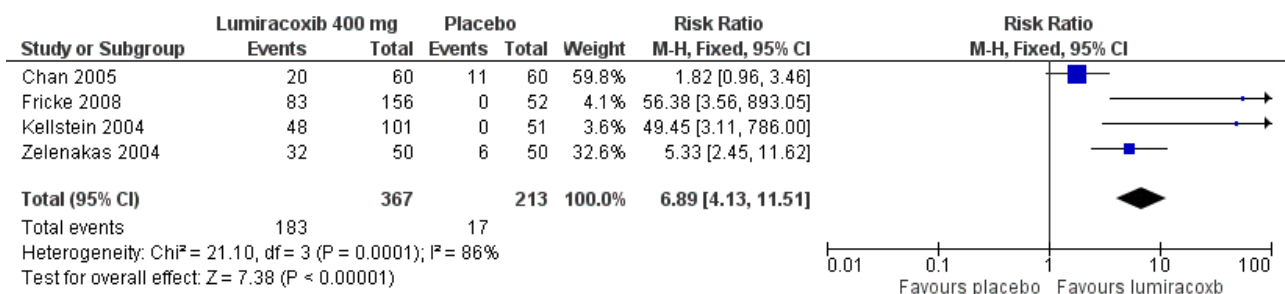 Lumiracoxib 400 mg Placebo Risk Ratio Risk Ratio
Study or Subgroup Events Total Events Total Weight M-H, Fixed, 95% CI M-H, Fixed, 95% CI
Chan 2005 20 60 11 60 59.8% 1.82 [0.96, 3.46]
Fricke 2008 83 156 0 52 4.1% 56.38 [3.56, 893.05]
Kellstein 2004 48 101 0 51 3.6% 49.45 [3.11, 786.00]
Zelenakas 2004 32 50 6 50 32.6% 5.33 [2.45, 11.62]
Total (95% CI) 367 213 100.0% 6.89 [4.13, 11.51]
Total events 183 17
Heterogeneity: Chi² = 21.10, df = 3 (P = 0.0001); I² = 86%
Test for overall effect: Z = 7.38 (P < 0.00001)
0.01 0.1 1 10 100
Favours placebo Favours lumiracoxb